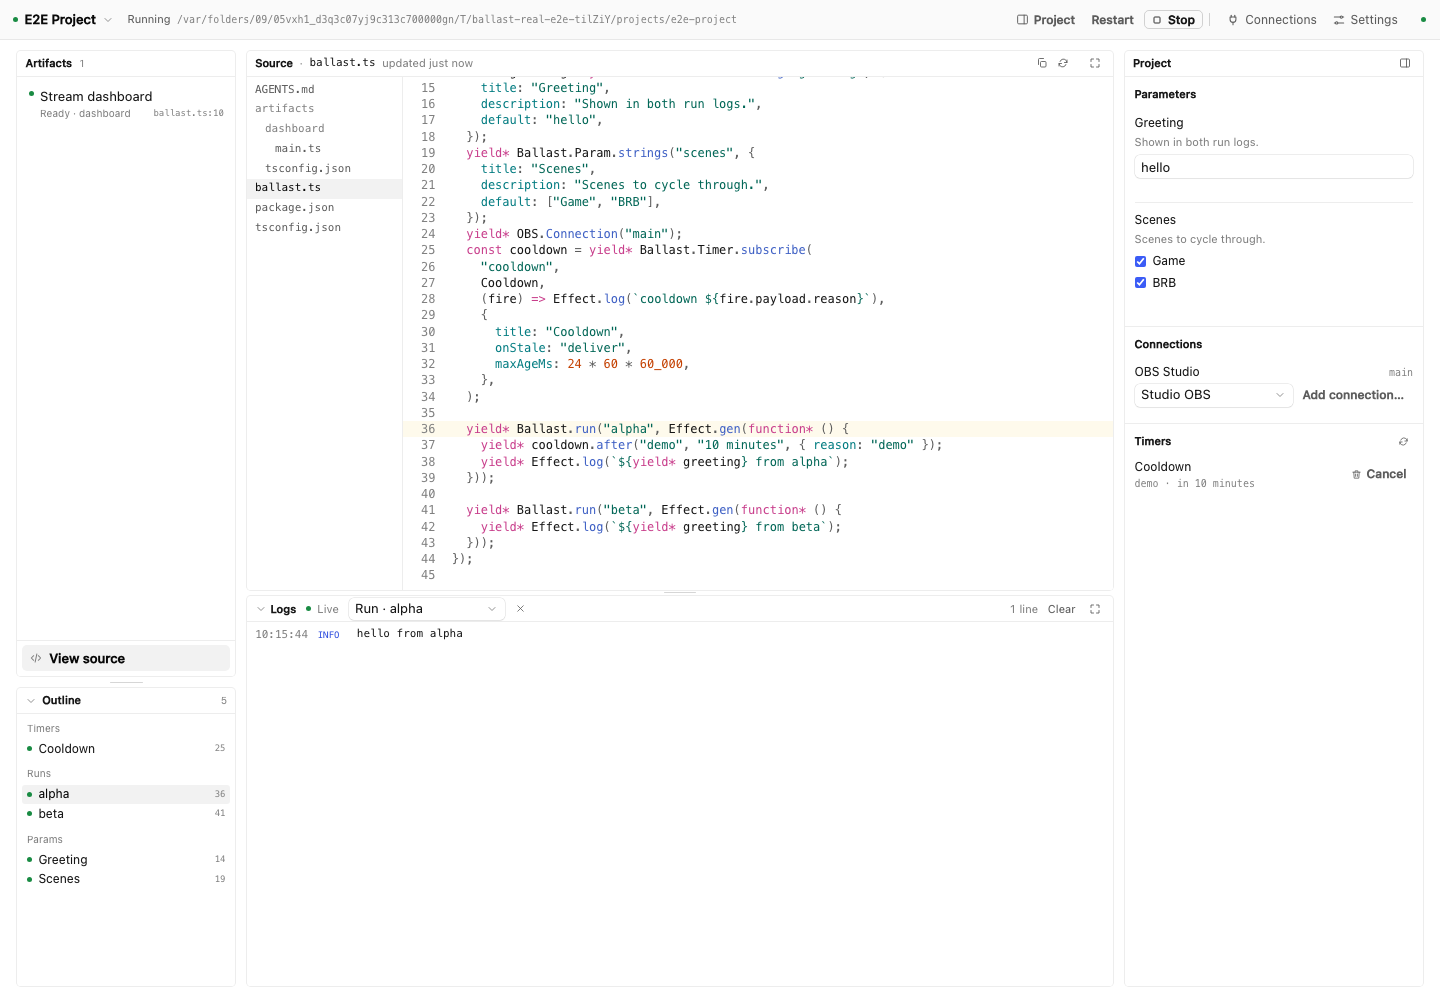 E2E Project
Running /var/folders/09/05vxh1_d3q3c07yj9c313c700000gn/T/ballast-real-e2e-tilZiY/projects/e2e-project
Project
Restart
Stop
Connections
Settings
Artifacts 1
Stream dashboard
Ready · dashboard ballast.ts:10
View source
Outline 5
Timers
Cooldown 25
Runs
alpha 36
beta 41
Params
Greeting 14
Scenes 19
Source · ballast.ts updated just now
AGENTS.md
artifacts
dashboard
main.ts
tsconfig.json
ballast.ts
package.json
tsconfig.json
15 title: "Greeting",
16 description: "Shown in both run logs.",
17 default: "hello",
18 });
19 yield* Ballast.Param.strings("scenes", {
20 title: "Scenes",
21 description: "Scenes to cycle through.",
22 default: ["Game", "BRB"],
23 });
24 yield* OBS.Connection("main");
25 const cooldown = yield* Ballast.Timer.subscribe(
26 "cooldown",
27 Cooldown,
28 (fire) => Effect.log(`cooldown ${fire.payload.reason}`),
29 {
30 title: "Cooldown",
31 onStale: "deliver",
32 maxAgeMs: 24 * 60 * 60_000,
33 },
34 );
35
36 yield* Ballast.run("alpha", Effect.gen(function* () {
37 yield* cooldown.after("demo", "10 minutes", { reason: "demo" });
38 yield* Effect.log(`${yield* greeting} from alpha`);
39 }));
40
41 yield* Ballast.run("beta", Effect.gen(function* () {
42 yield* Effect.log(`${yield* greeting} from beta`);
43 }));
44 });
45
Logs Live Run · alpha 1 line Clear
10:15:44 INFO hello from alpha
Project
Parameters
Greeting
Shown in both run logs.
hello
Scenes
Scenes to cycle through.
Game
BRB
Connections
OBS Studio main
Studio OBS Add connection...
Timers
Cooldown
demo · in 10 minutes
Cancel